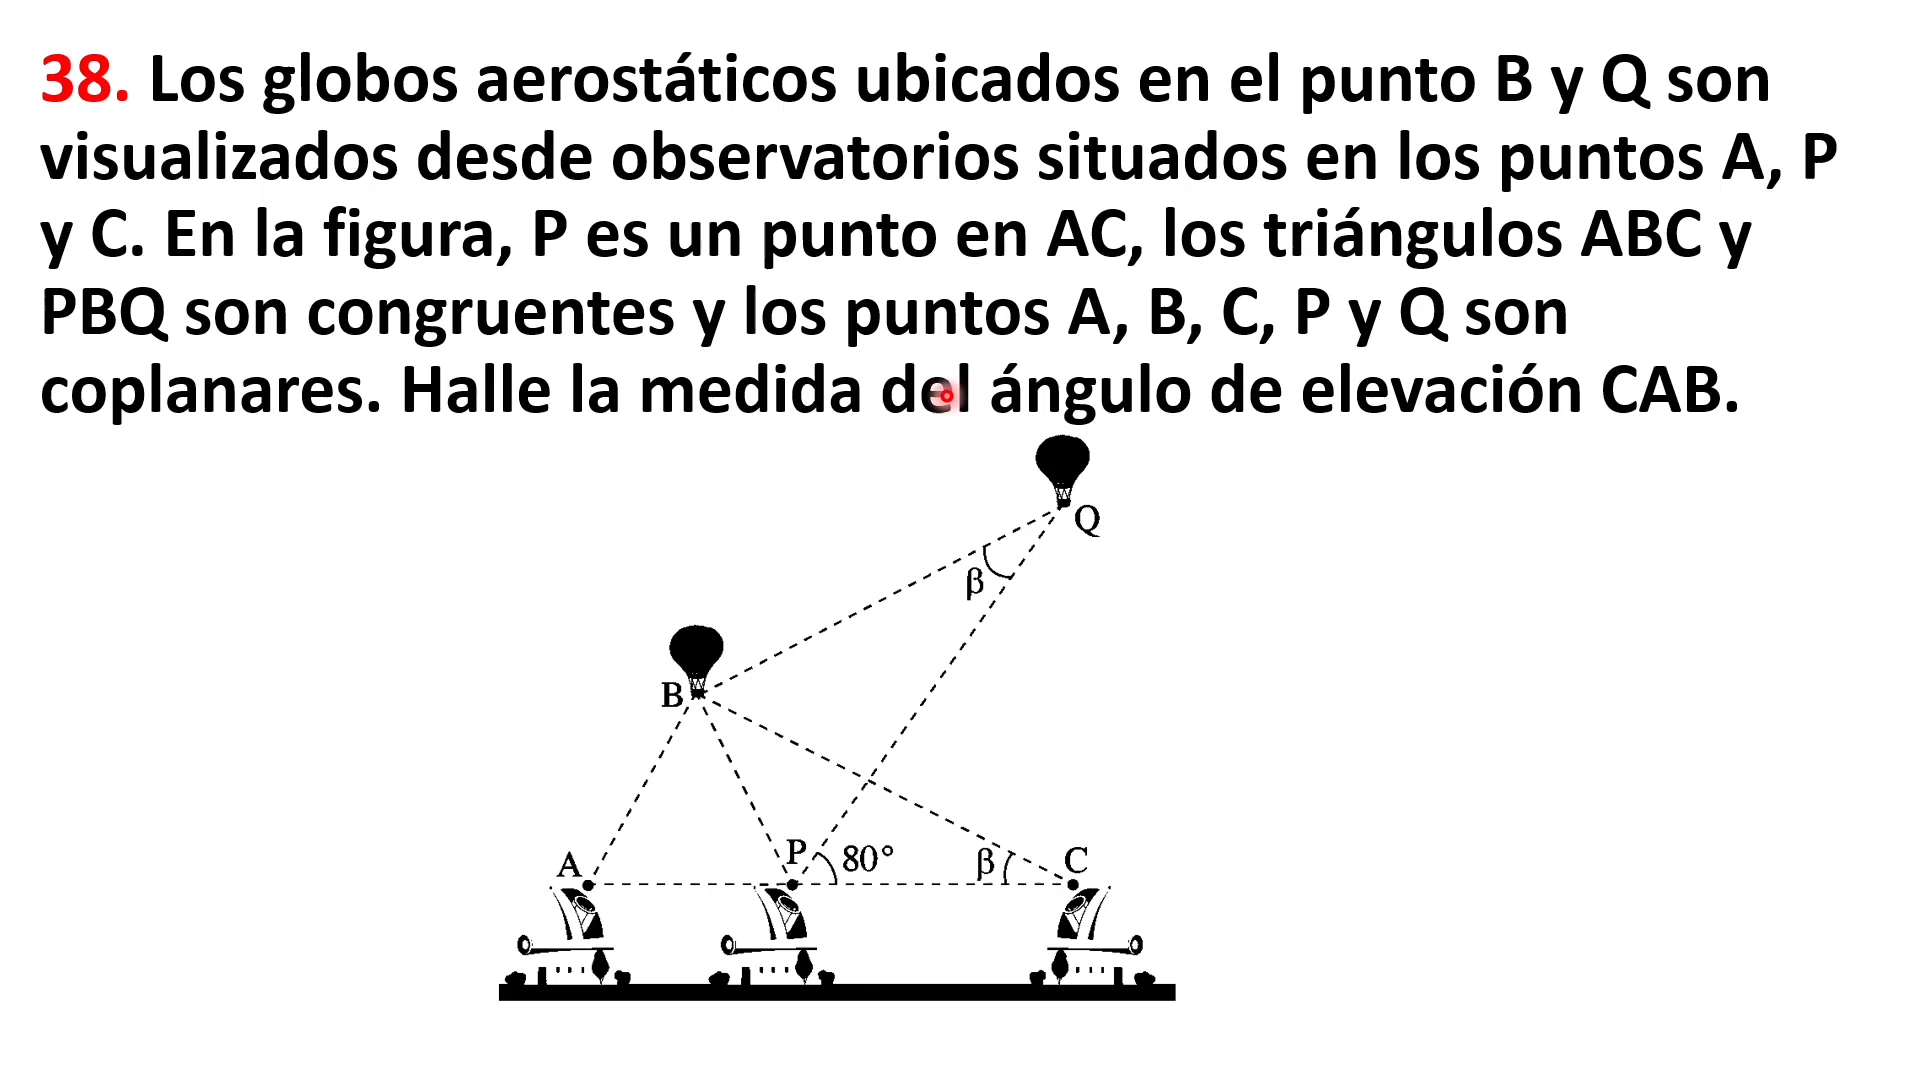 38. Los globos aerostáticos ubicados en el punto B y Q son
visualizados desde observatorios situados en los puntos A, P
y C. En la figura, P es un punto en AC, los triángulos ABC y
PBQ son congruentes y los puntos A, B, C, P y Q son
coplanares. Halle la medida del ángulo de elevación CAB.
Q
β
B
A
P
80°
β
C